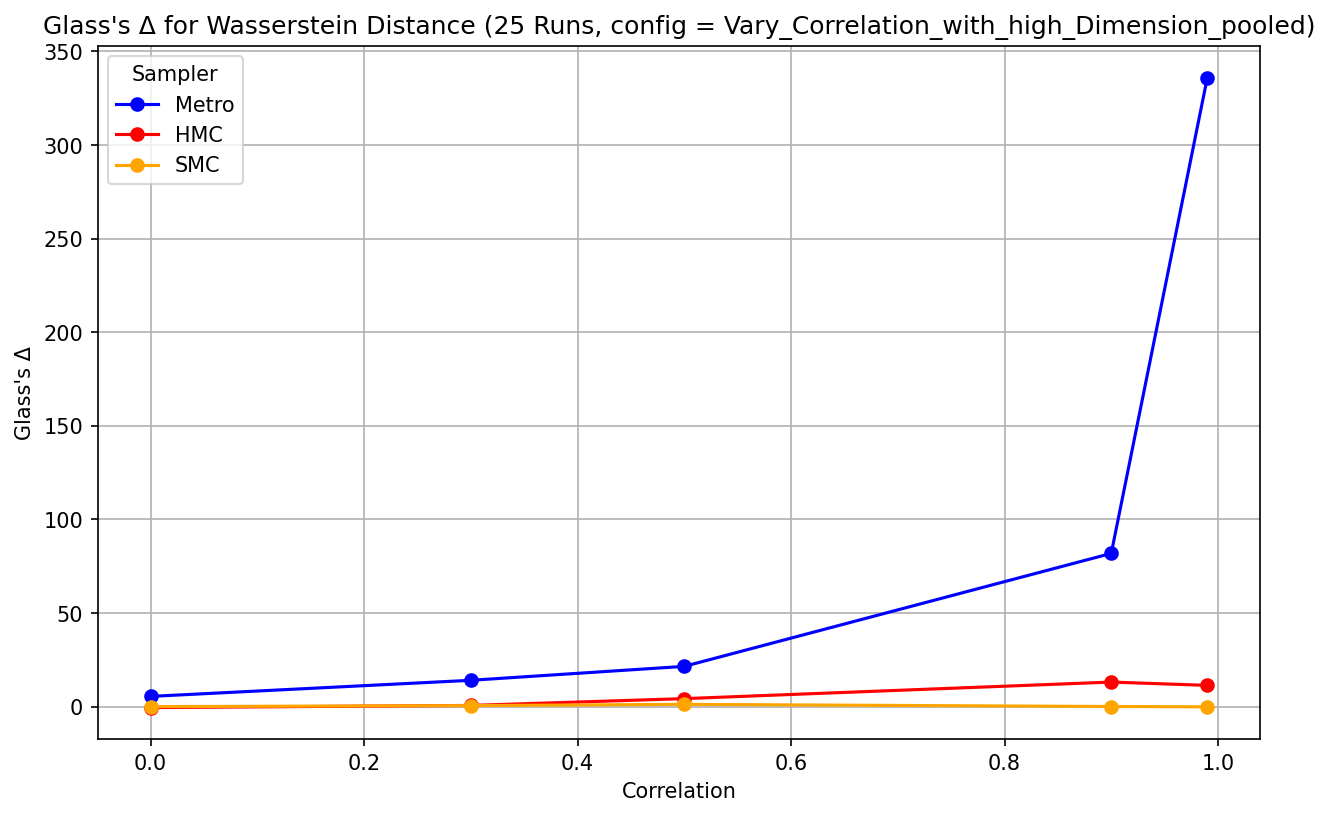 Glass's Δ for Wasserstein Distance (25 Runs, config = Vary_Correlation_with_high_Dimension_pooled)
Sampler
Metro
HMC
SMC
350
300
250
200
150
100
50
0
Glass's Δ
0.0 0.2 0.4 0.6 0.8 1.0
Correlation